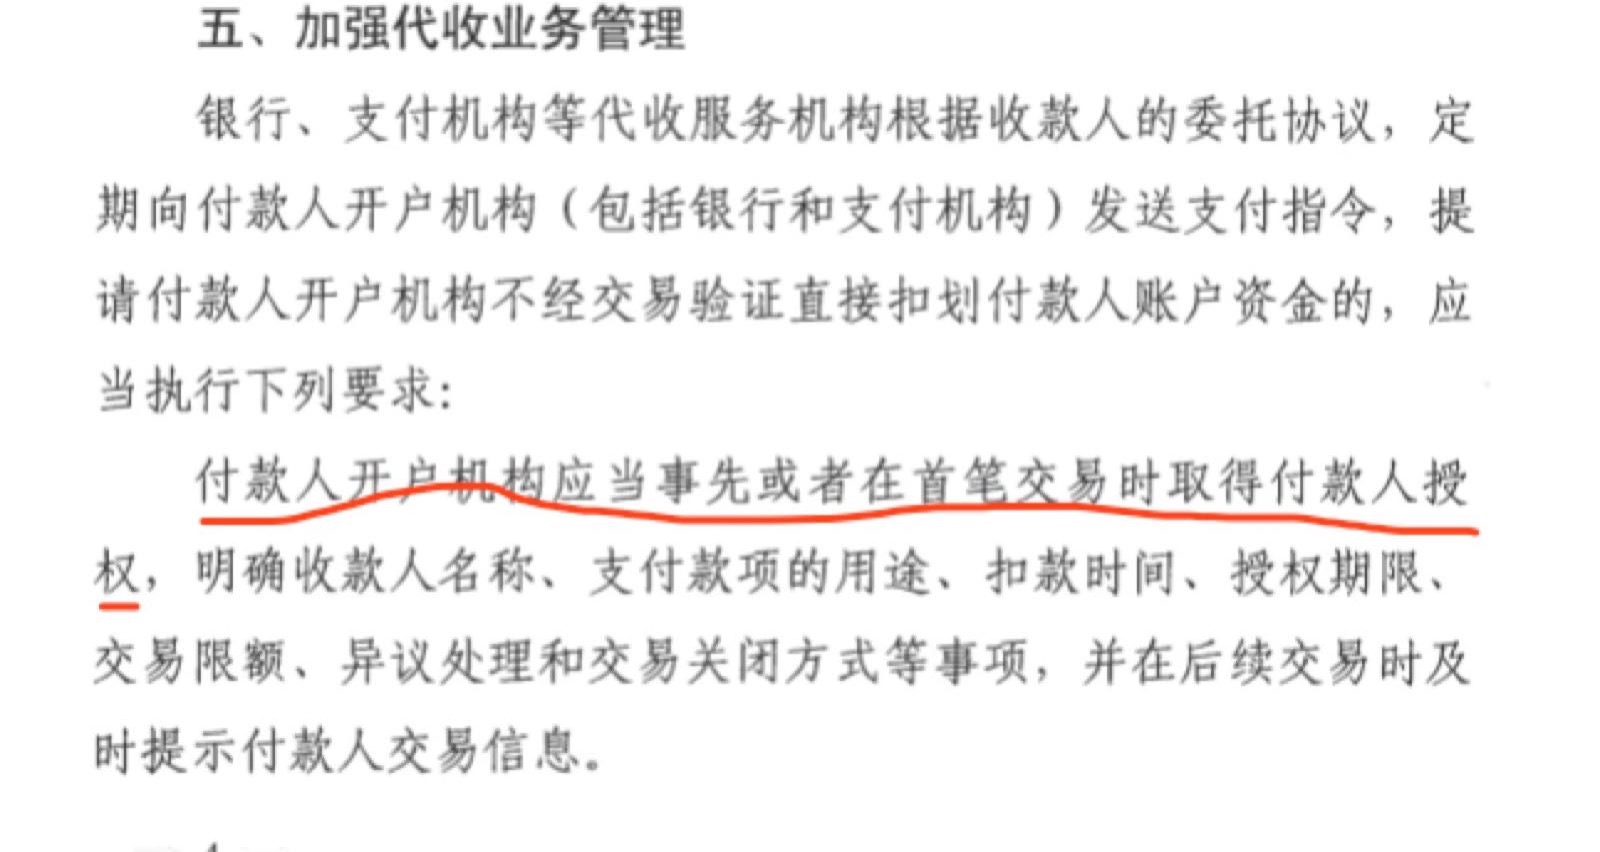 五、加强代收业务管理
银行、支付机构等代收服务机构根据收款人的委托协议，定
期向付款人开户机构（包括银行和支付机构）发送支付指令，提
请付款人开户机构不经交易验证直接扣划付款人账户资金的，应
当执行下列要求：
付款人开户机构应当事先或者在首笔交易时取得付款人授
权，明确收款人名称、支付款项的用途、扣款时间、授权期限、
交易限额、异议处理和交易关闭方式等事项，并在后续交易时及
时提示付款人交易信息。